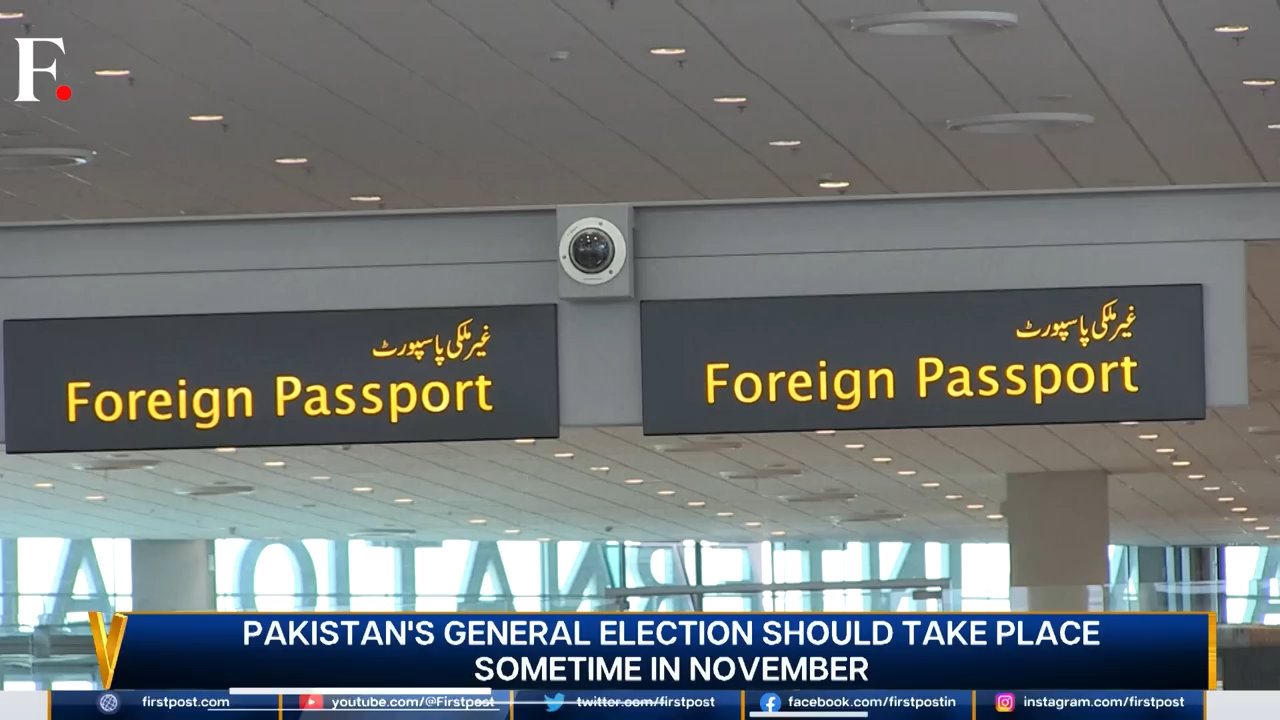 F.
غیر ملکی پاسپورٹ
Foreign Passport
غیر ملکی پاسپورٹ
Foreign Passport
PAKISTAN'S GENERAL ELECTION SHOULD TAKE PLACE
SOMETIME IN NOVEMBER
firstpost.com
youtube.com/@Firstpost
twitter.com/firstpost
facebook.com/firstpostin
instagram.com/firstpost